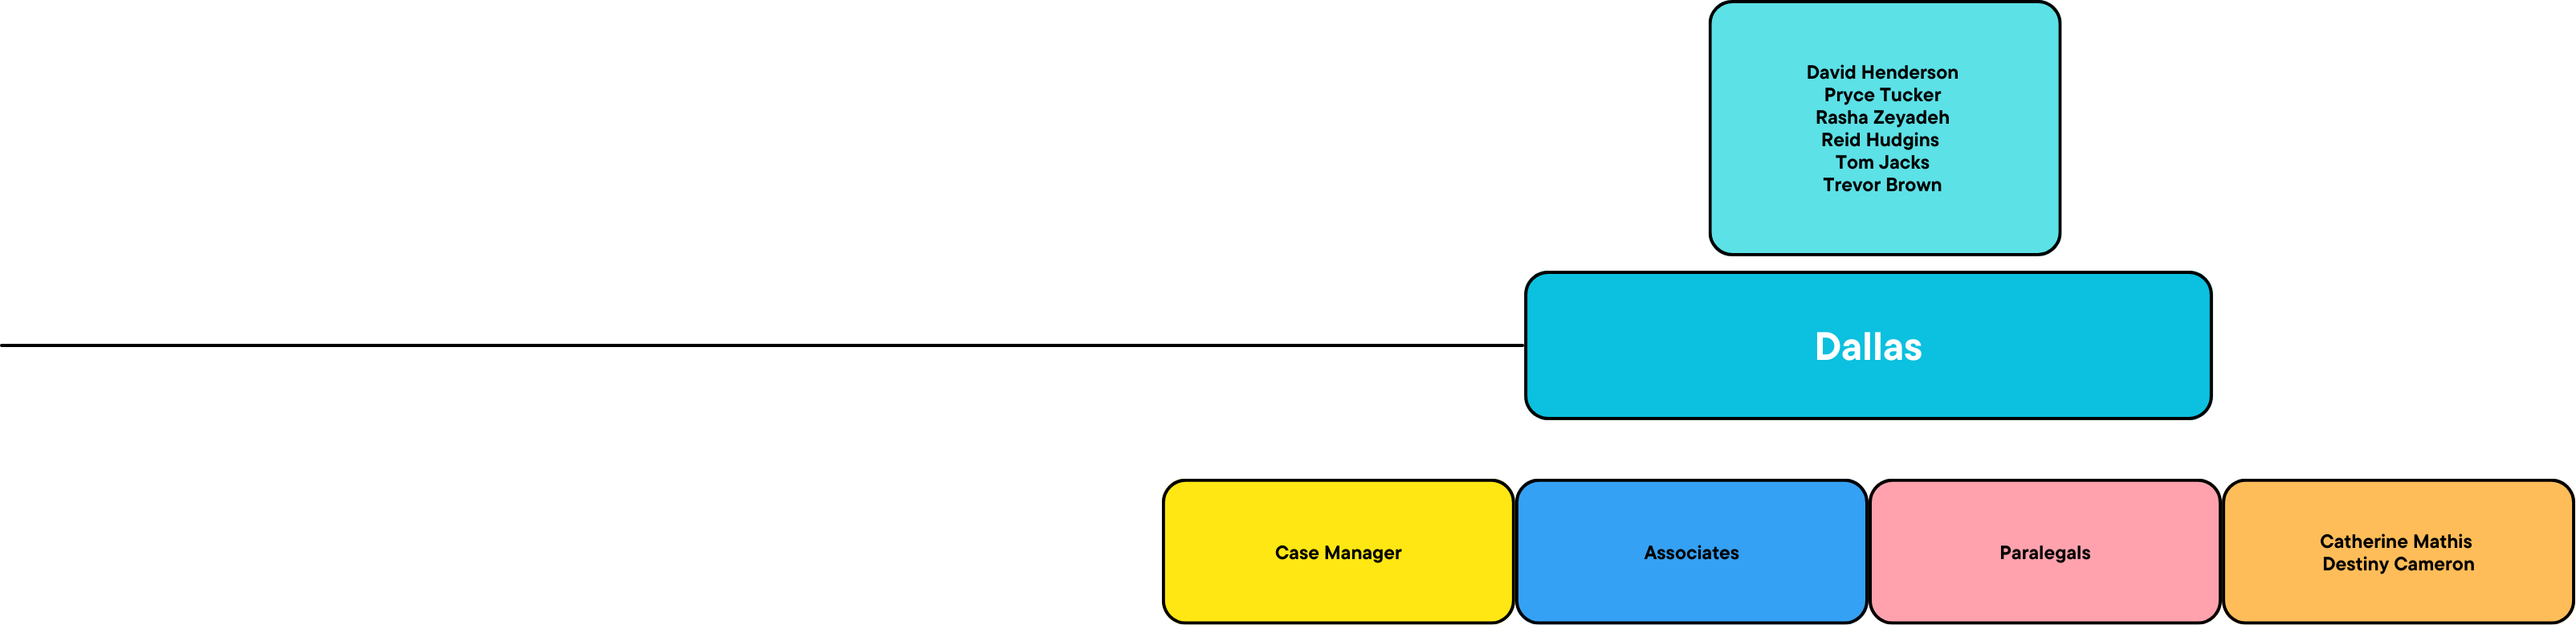 David Henderson
Pryce Tucker
Rasha Zeyadeh
Reid Hudgins
Tom Jacks
Trevor Brown
Dallas
Case Manager
Associates
Paralegals
Catherine Mathis
Destiny Cameron